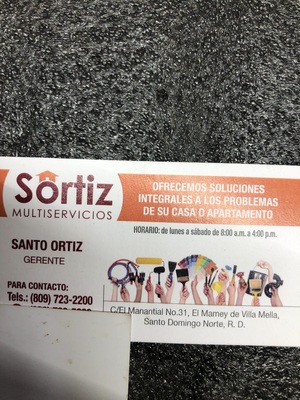 Sortiz
MULTISERVICIOS
OFRECEMOS SOLUCIONES
INTEGRALES A LOS PROBLEMAS
DE SU CASA O APARTAMENTO
HORARIO: de lunes a sábado de 8:00 a.m. a 4:00 p.m.
SANTO ORTIZ
GERENTE
PARA CONTACTO:
Tels.: (809) 723-2200
C/El Manantial No.31, El Mamey de Villa Mella,
Santo Domingo Norte, R. D.